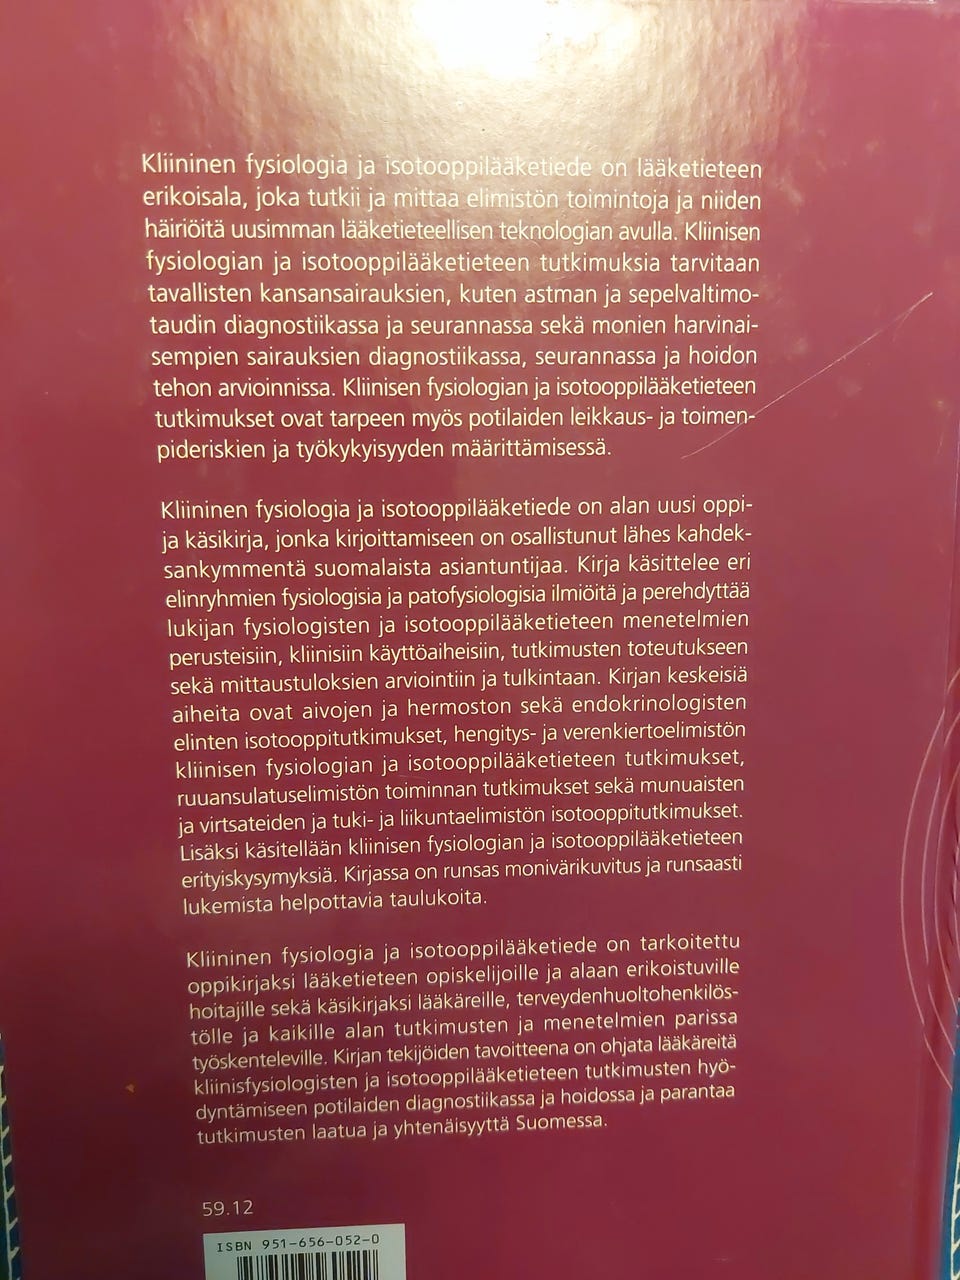 Kliininen fysiologia ja isotooppilääketiede on lääketieteen
erikoisala, joka tutkii ja mittaa elimistön toimintoja ja niiden
häiriöitä uusimman lääketieteellisen teknologian avulla. Kliinisen
fysiologian ja isotooppilääketieteen tutkimuksia tarvitaan
tavallisten kansansairauksien, kuten astman ja sepelvaltimo-
taudin diagnostiikassa ja seurannassa sekä monien harvinai-
sempien sairauksien diagnostiikassa, seurannassa ja hoidon
tehon arvioinnissa. Kliinisen fysiologian ja isotooppilääketieteen
tutkimukset ovat tarpeen myös potilaiden leikkaus- ja toimen-
pideriskien ja työkykyisyyden määrittämisessä.
Kliininen fysiologia ja isotooppilääketiede on alan uusi oppi-
ja käsikirja, jonka kirjoittamiseen on osallistunut lähes kahdek-
sankymmentä suomalaista asiantuntijaa. Kirja käsittelee eri
elinryhmien fysiologisia ja patofysiologisia ilmiöitä ja perehdyttää
lukijan fysiologisten ja isotooppilääketieteen menetelmien
perusteisiin, kliinisiin käyttöaiheisiin, tutkimusten toteutukseen
sekä mittaustuloksien arviointiin ja tulkintaan. Kirjan keskeisiä
aiheita ovat aivojen ja hermoston sekä endokrinologisten
elinten isotooppitutkimukset, hengitys- ja verenkiertoelimistön
kliinisen fysiologian ja isotooppilääketieteen tutkimukset,
ruuansulatuselimistön toiminnan tutkimukset sekä munuaisten
ja virtsateiden ja tuki- ja liikuntaelimistön isotooppitutkimukset.
Lisäksi käsitellään kliinisen fysiologian ja isotooppilääketieteen
erityiskysymyksiä. Kirjassa on runsas monivärikuvitus ja runsaasti
lukemista helpottavia taulukoita.
Kliininen fysiologia ja isotooppilääketiede on tarkoitettu
oppikirjaksi lääketieteen opiskelijoille ja alaan erikoistuville
hoitajille sekä käsikirjaksi lääkäreille, terveydenhuoltohenkilös-
tölle ja kaikille alan tutkimusten ja menetelmien parissa
työskenteleville. Kirjan tekijöiden tavoitteena on ohjata lääkäreitä
kliinisfysiologisten ja isotooppilääketieteen tutkimusten hyö-
dyntämiseen potilaiden diagnostiikassa ja hoidossa ja parantaa
tutkimusten laatua ja yhtenäisyyttä Suomessa.
59.12
ISBN 951-656-052-0